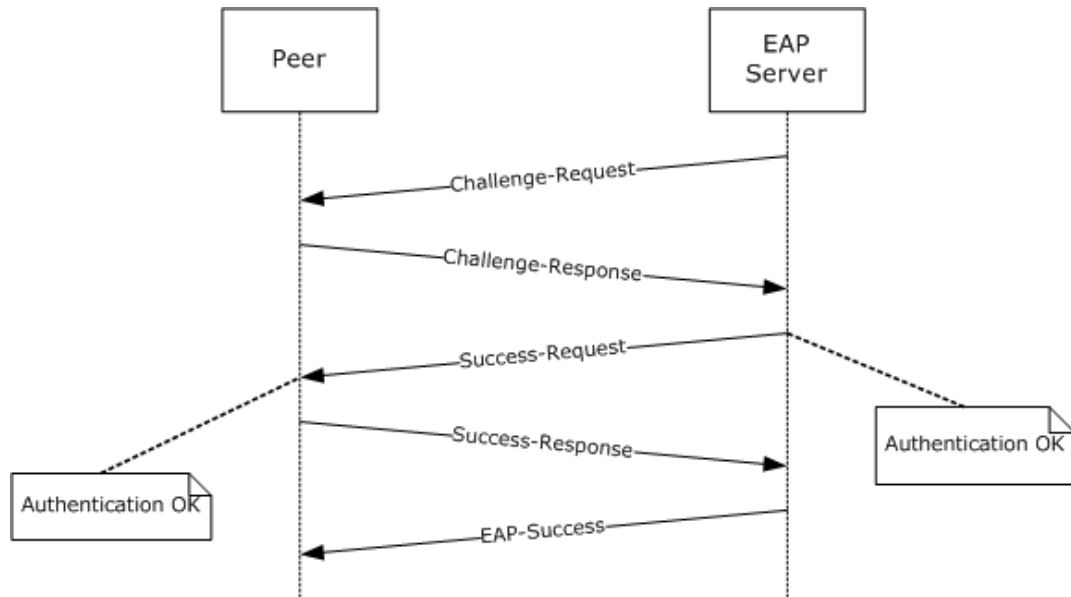 Peer
EAP
Server
Challenge-Request
Challenge-Response
Success-Request
Authentication OK
Success-Response
Authentication OK
EAP-Success